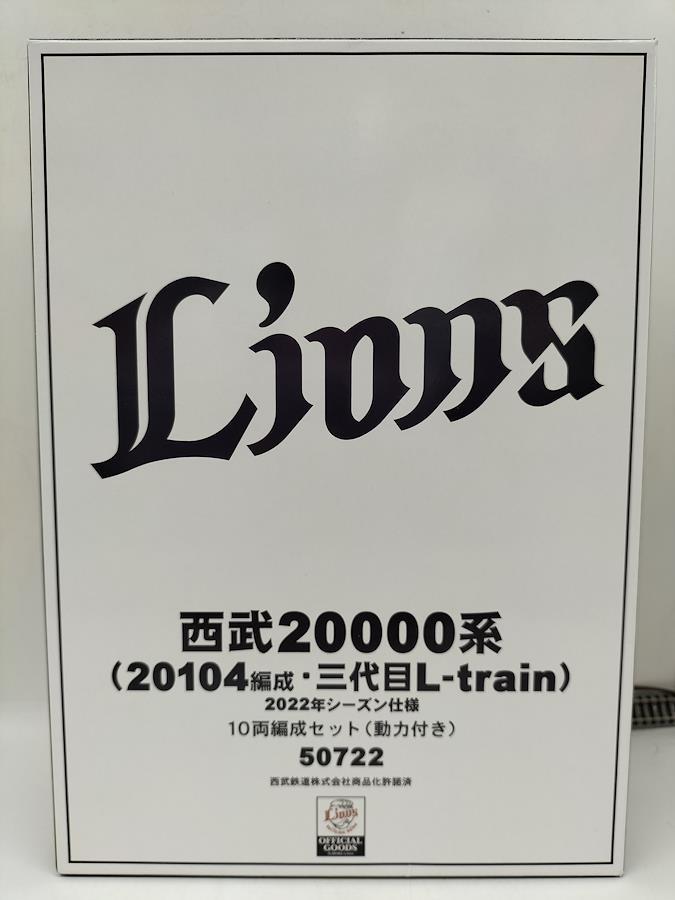 Lions
西武20000系
（20104編成・三代目L-train）
2022年シーズン仕様
10両編成セット（動力付き）
50722
西武鉄道株式会社商品化許諾済
Lions
OFFICIAL
GOODS